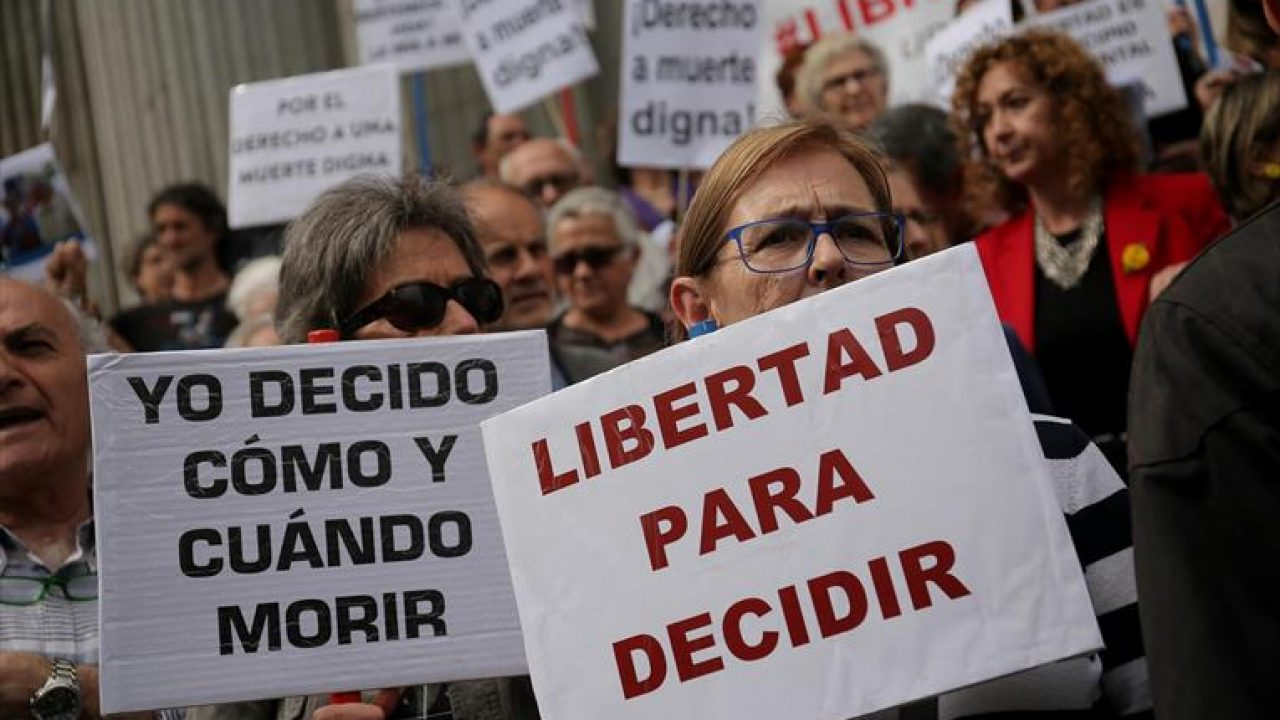 a muerte
digna!
¡Derecho
a muerte
digna!
#LIBR
POR EL
DERECHO A UNA
MUERTE DIGNA
YO DECIDO
CÓMO Y
CUÁNDO
MORIR
LIBERTAD
PARA
DECIDIR